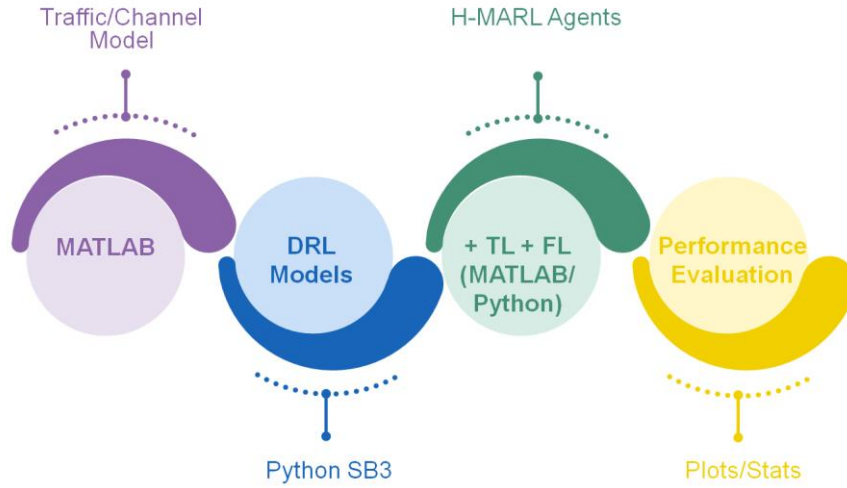 Traffic/Channel
Model
H-MARL Agents
MATLAB
DRL
Models
+ TL + FL
(MATLAB/
Python)
Performance
Evaluation
Python SB3
Plots/Stats